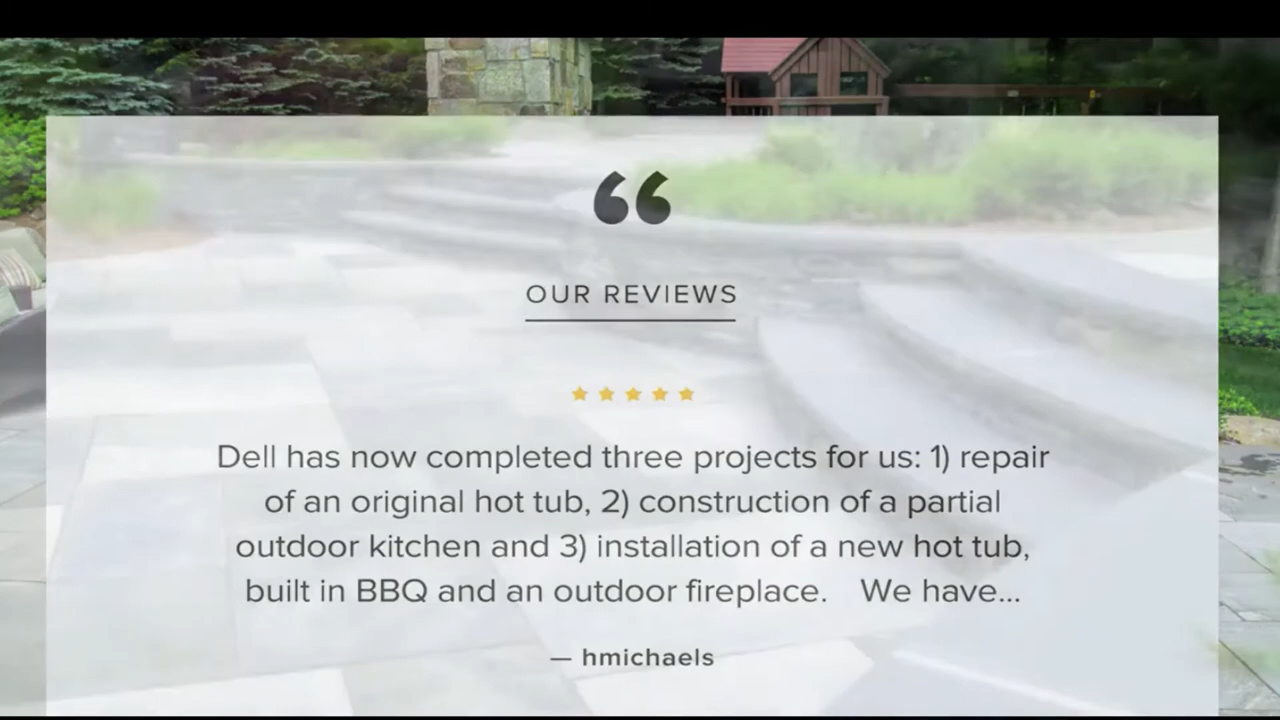 “
OUR REVIEWS
Dell has now completed three projects for us: 1) repair
of an original hot tub, 2) construction of a partial
outdoor kitchen and 3) installation of a new hot tub,
built in BBQ and an outdoor fireplace. We have...
— hmichaels